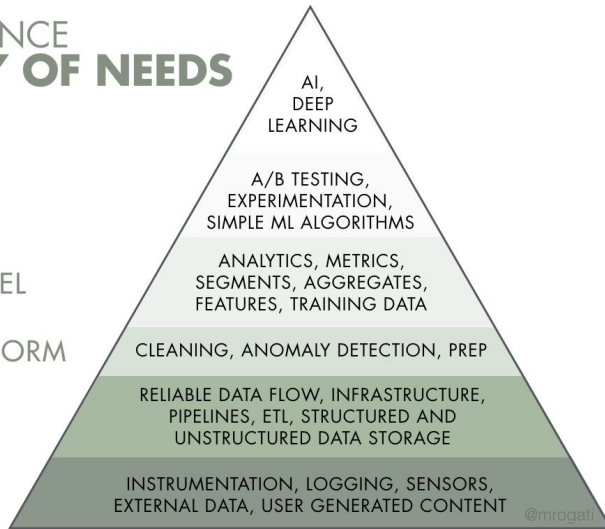 NCE
Y OF NEEDS
AI,
DEEP
LEARNING
A/B TESTING,
EXPERIMENTATION,
SIMPLE ML ALGORITHMS
EL
ANALYTICS, METRICS,
SEGMENTS, AGGREGATES,
FEATURES, TRAINING DATA
ORM
CLEANING, ANOMALY DETECTION, PREP
RELIABLE DATA FLOW, INFRASTRUCTURE,
PIPELINES, ETL, STRUCTURED AND
UNSTRUCTURED DATA STORAGE
INSTRUMENTATION, LOGGING, SENSORS,
EXTERNAL DATA, USER GENERATED CONTENT
@mrogati